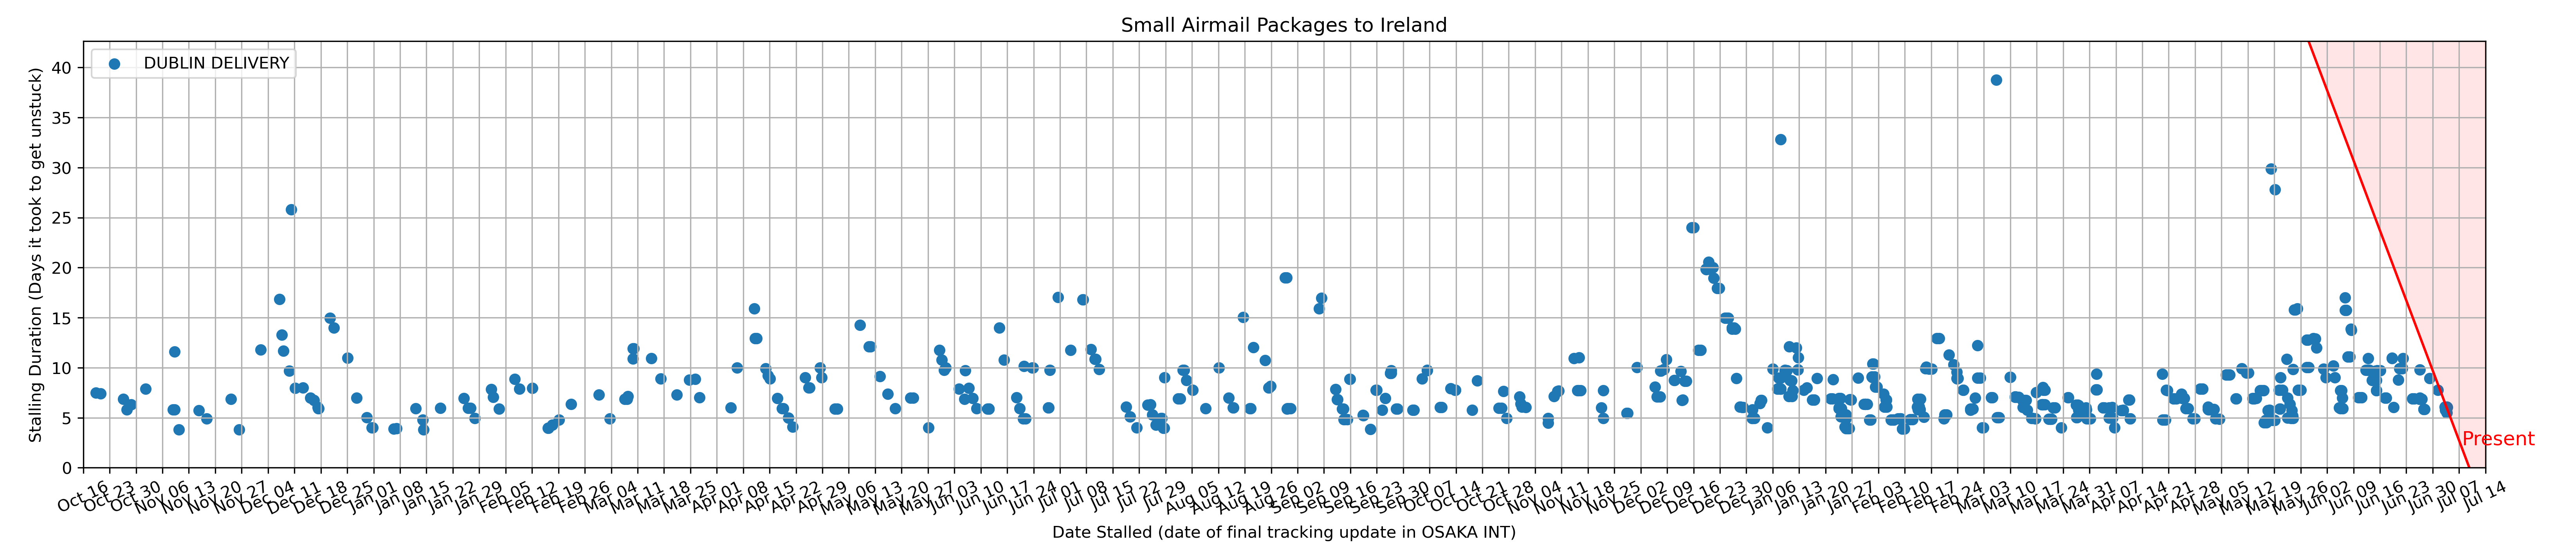 Small Airmail Packages to Ireland
DUBLIN DELIVERY
Stalling Duration (Days it took to get unstuck)
40
35
30
25
20
15
10
5
0
Present
Oct 16 Oct 23 Oct 30 Nov 06 Nov 13 Nov 20 Nov 27 Dec 04 Dec 11 Dec 18 Dec 25 Jan 01 Jan 08 Jan 15 Jan 22 Jan 29 Feb 05 Feb 12 Feb 19 Feb 26 Mar 04 Mar 11 Mar 18 Mar 25 Apr 01 Apr 08 Apr 15 Apr 22 Apr 29 May 06 May 13 May 20 May 27 Jun 03 Jun 10 Jun 17 Jun 24 Jul 01 Jul 08 Jul 15 Jul 22 Jul 29 Aug 05 Aug 12 Aug 19 Aug 26 Sep 02 Sep 09 Sep 16 Sep 23 Sep 30 Oct 07 Oct 14 Oct 21 Oct 28 Nov 04 Nov 11 Nov 18 Nov 25 Dec 02 Dec 09 Dec 16 Dec 23 Dec 30 Jan 06 Jan 13 Jan 20 Jan 27 Feb 03 Feb 10 Feb 17 Feb 24 Mar 03 Mar 10 Mar 17 Mar 24 Mar 31 Apr 07 Apr 14 Apr 21 Apr 28 May 05 May 12 May 19 May 26 Jun 02 Jun 09 Jun 16 Jun 23 Jun 30 Jul 07 Jul 14
Date Stalled (date of final tracking update in OSAKA INT)